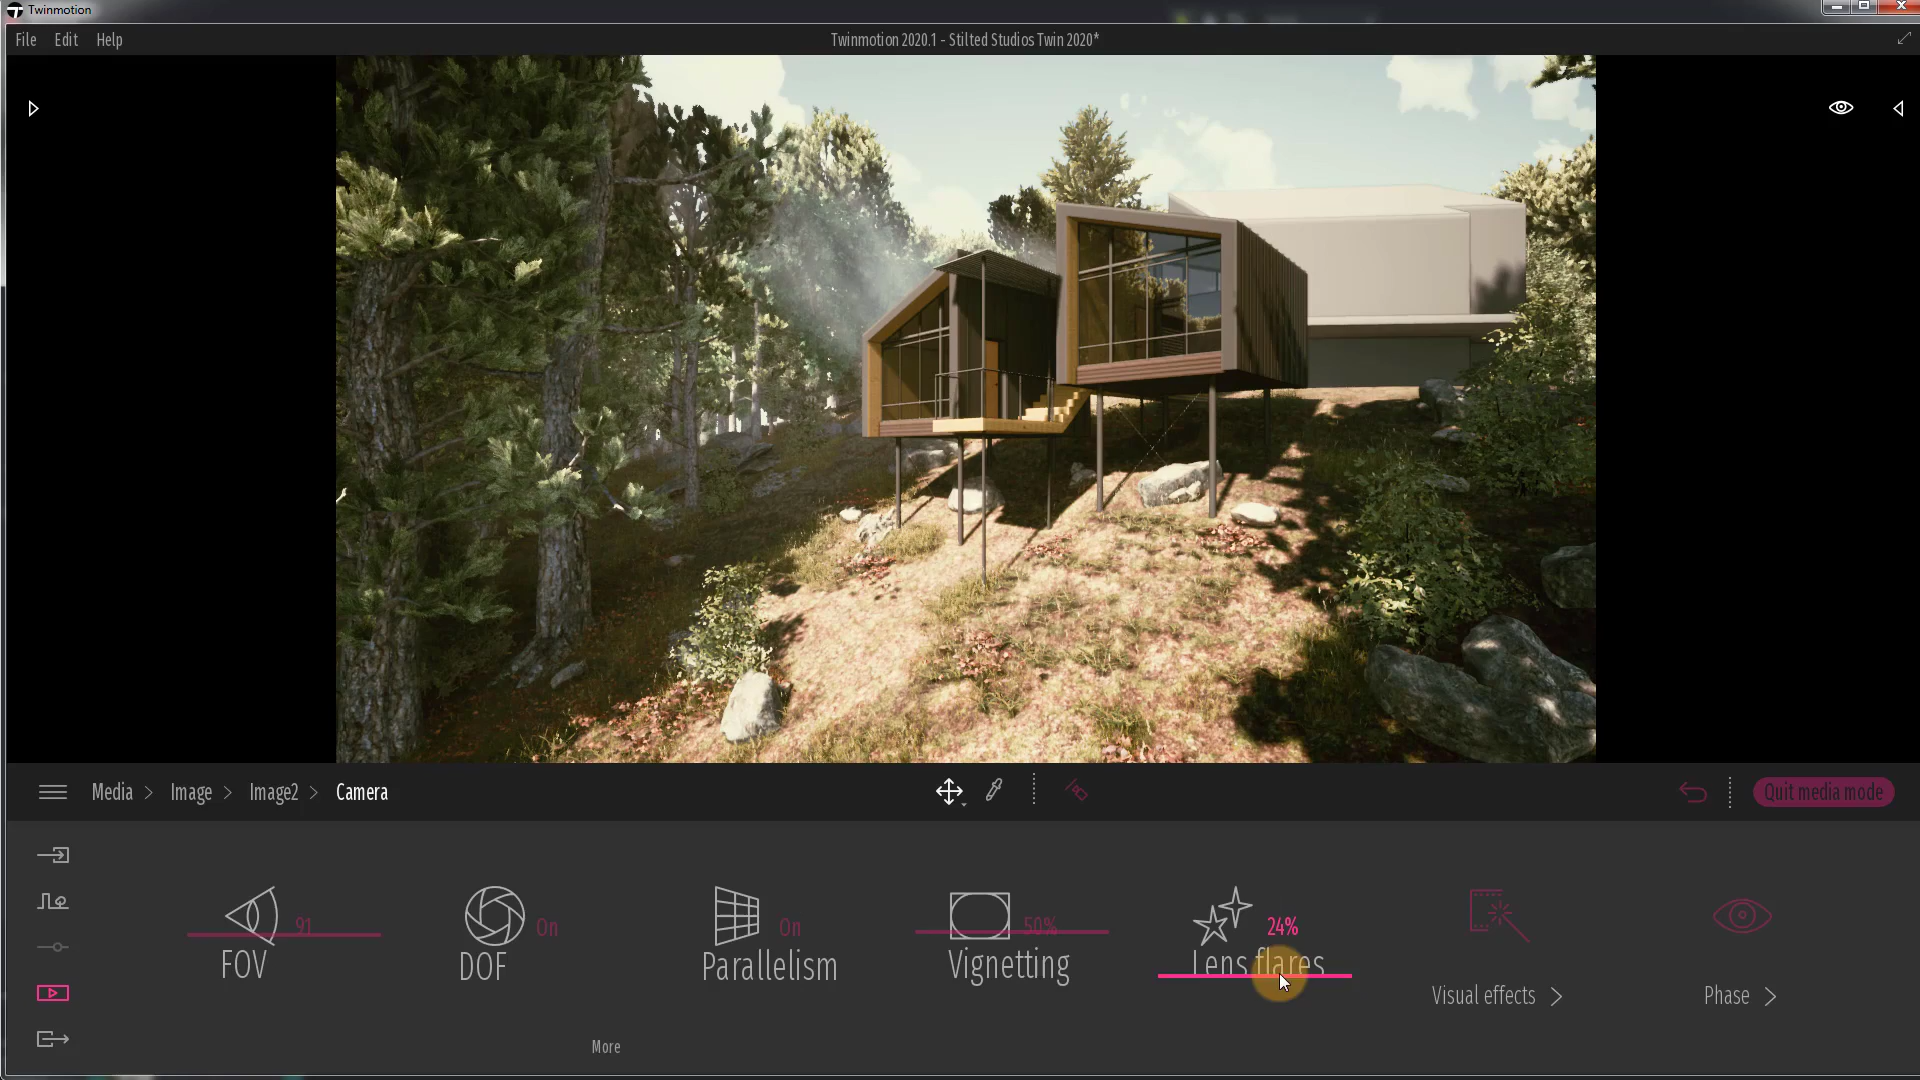 Twinmotion
File Edit Help
Twinmotion 2020.1 - Stilted Studios Twin 2020*
Media > Image > Image2 > Camera
Quit media mode
91
On
On
50%
24%
FOV
DOF
Parallelism
Vignetting
Lens flares
Visual effects >
Phase >
More